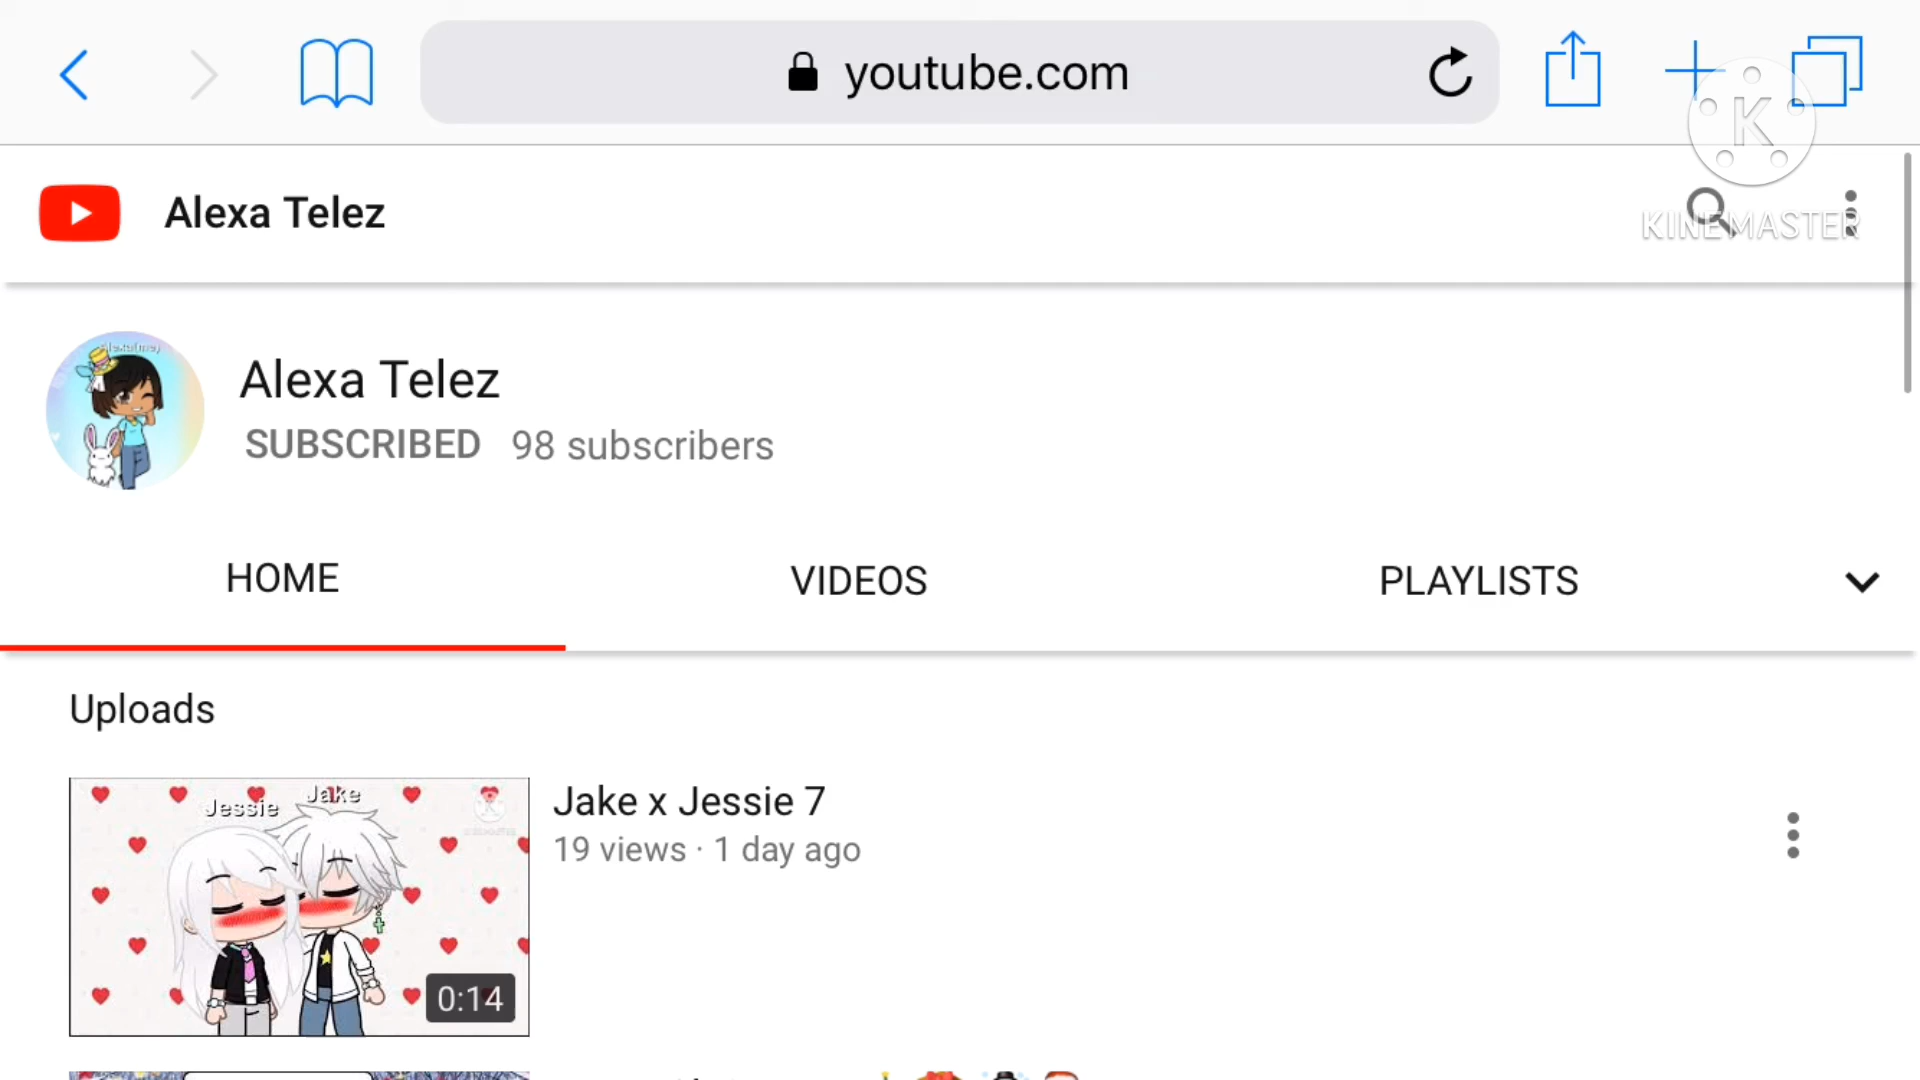 youtube.com
K
KINEMASTER
Alexa Telez
Alexa Telez
SUBSCRIBED 98 subscribers
HOME VIDEOS PLAYLISTS
Uploads
Jessie Jake
0:14
Jake x Jessie 7
19 views · 1 day ago